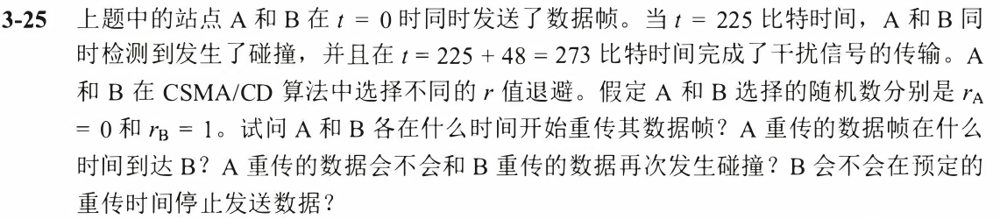 3-25 上题中的站点 A 和 B 在 t = 0 时同时发送了数据帧。当 t = 225 比特时间，A 和 B 同
时检测到发生了碰撞，并且在 t = 225 + 48 = 273 比特时间完成了干扰信号的传输。A
和 B 在 CSMA/CD 算法中选择不同的 r 值退避。假定 A 和 B 选择的随机数分别是 rA
= 0 和 rB = 1。试问 A 和 B 各在什么时间开始重传其数据帧？A 重传的数据帧在什么
时间到达 B？A 重传的数据会不会和 B 重传的数据再次发生碰撞？B 会不会在预定的
重传时间停止发送数据？